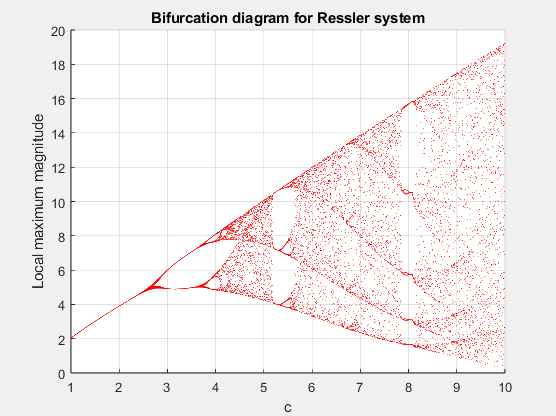 Bifurcation diagram for Ressler system
20
18
16
14
12
10
8
6
4
2
0
Local maximum magnitude
1 2 3 4 5 6 7 8 9 10
c